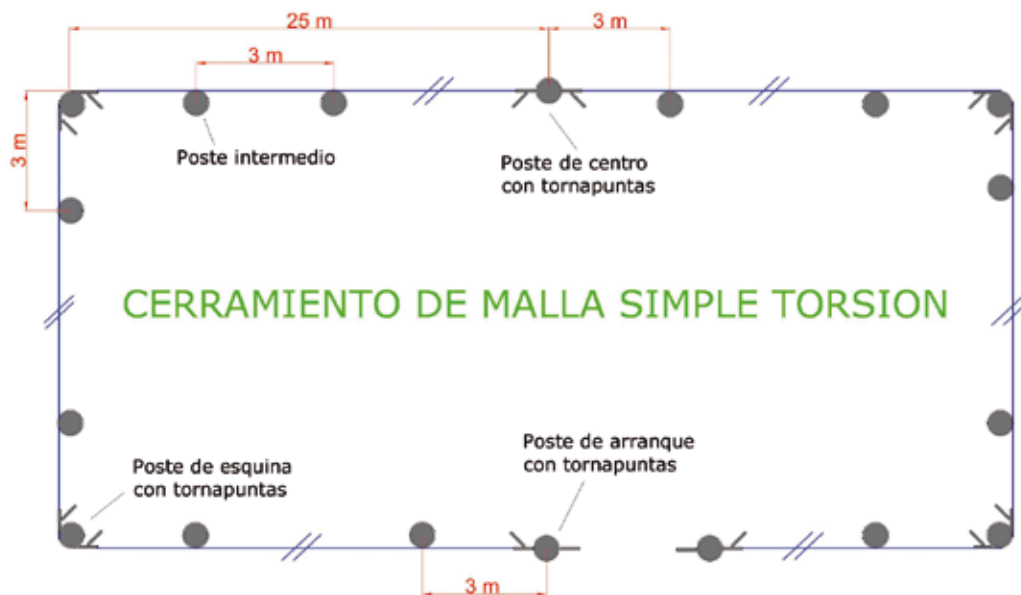 25 m
3 m
3 m
3 m
Poste intermedio
Poste de centro
con tornapuntas
CERRAMIENTO DE MALLA SIMPLE TORSION
Poste de arranque
con tornapuntas
Poste de esquina
con tornapuntas
3 m